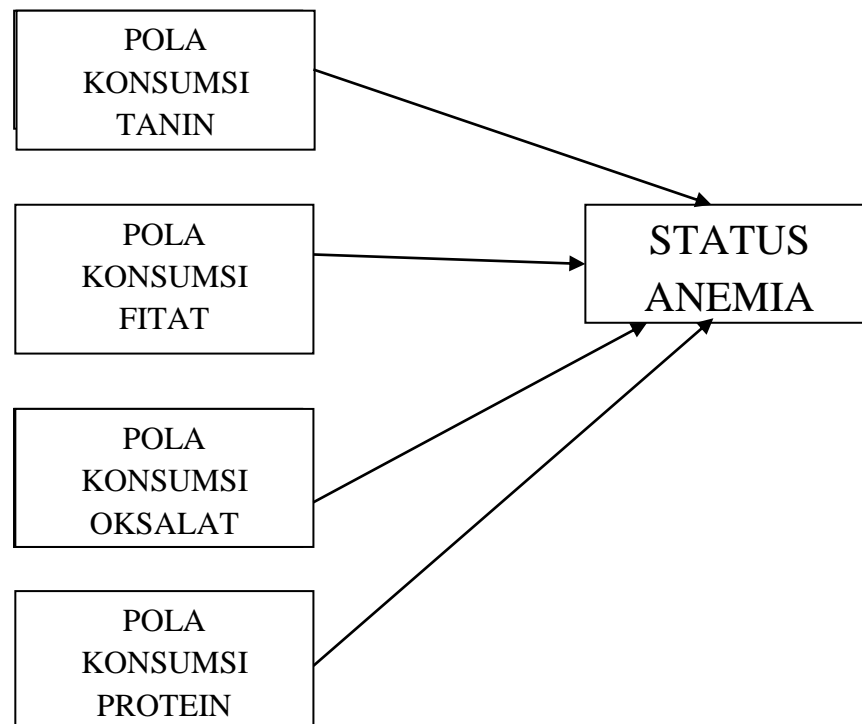 POLA
KONSUMSI
TANIN
POLA
KONSUMSI
FITAT
STATUS
ANEMIA
POLA
KONSUMSI
OKSALAT
POLA
KONSUMSI
PROTEIN